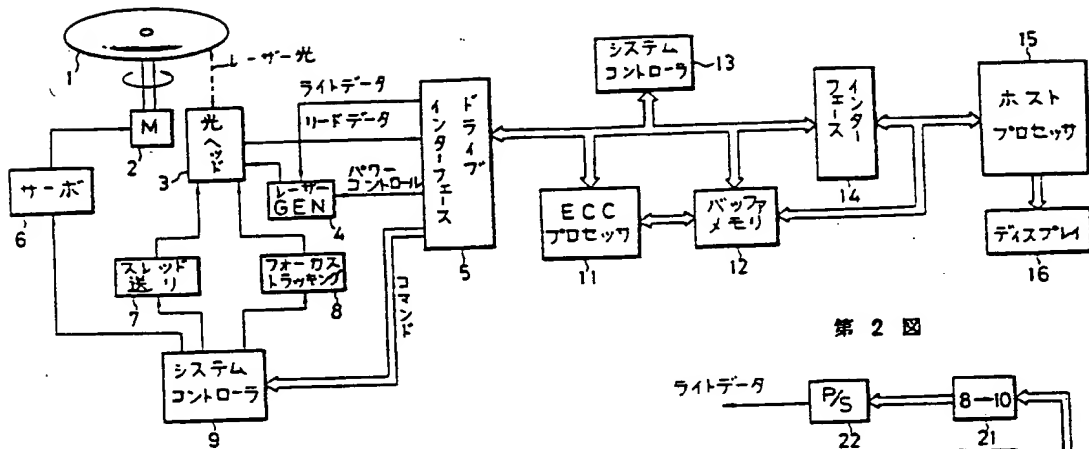 1
レーザー光
M
2
光ヘッド
3
サーボ
6
ライトデータ
リードデータ
パワー
コントロール
レーザー
GEN
4
ドライブ
インターフェース
5
スレッド
送り
7
フォーカス
トラッキング
8
コマンド
システム
コントローラ
9
システム
コントローラ
13
ECC
プロセッサ
11
バッファ
メモリ
12
インター
フェース
14
15
ホスト
プロセッサ
ディスプレイ
16
第 2 図
ライトデータ
P/S
22
8→10
21